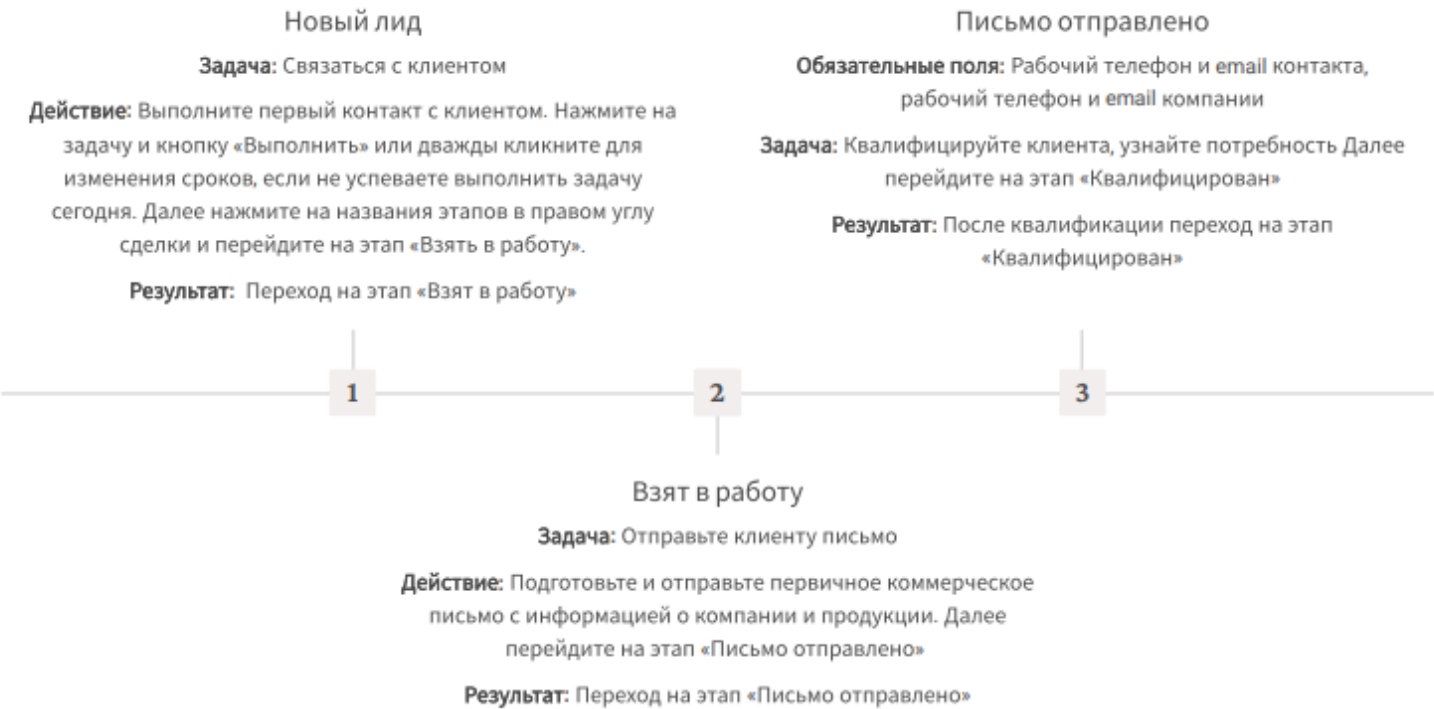 Новый лид
Задача: Связаться с клиентом
Действие: Выполните первый контакт с клиентом. Нажмите на
задачу и кнопку «Выполнить» или дважды кликните для
изменения сроков, если не успеваете выполнить задачу
сегодня. Далее нажмите на названия этапов в правом углу
сделки и перейдите на этап «Взять в работу».
Результат: Переход на этап «Взят в работу»
Письмо отправлено
Обязательные поля: Рабочий телефон и email контакта,
рабочий телефон и email компании
Задача: Квалифицируйте клиента, узнайте потребность Далее
перейдите на этап «Квалифицирован»
Результат: После квалификации переход на этап
«Квалифицирован»
1
2
3
Взят в работу
Задача: Отправьте клиенту письмо
Действие: Подготовьте и отправьте первичное коммерческое
письмо с информацией о компании и продукции. Далее
перейдите на этап «Письмо отправлено»
Результат: Переход на этап «Письмо отправлено»